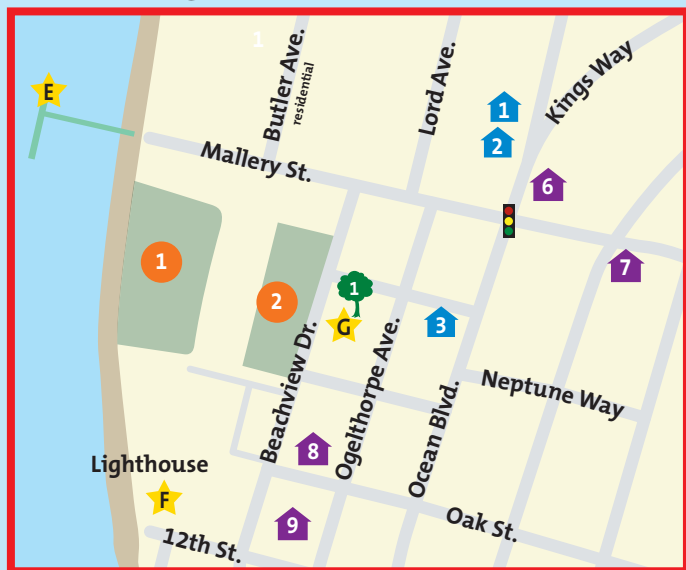 E
1
Butler Ave.
residential
Lord Ave.
Kings Way
1
2
Mallery St.
6
1
7
2
1
G
3
Beachview Dr.
Ogelthorpe Ave.
Ocean Blvd.
Neptune Way
8
Lighthouse
F
9
Oak St.
12th St.